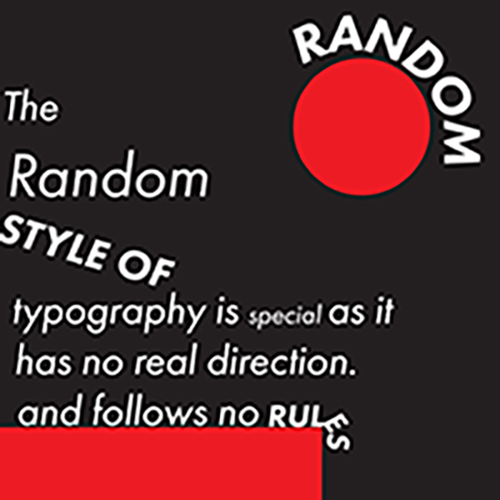 RANDOM
The
Random
STYLE OF
typography is special as it
has no real direction.
and follows no RULES